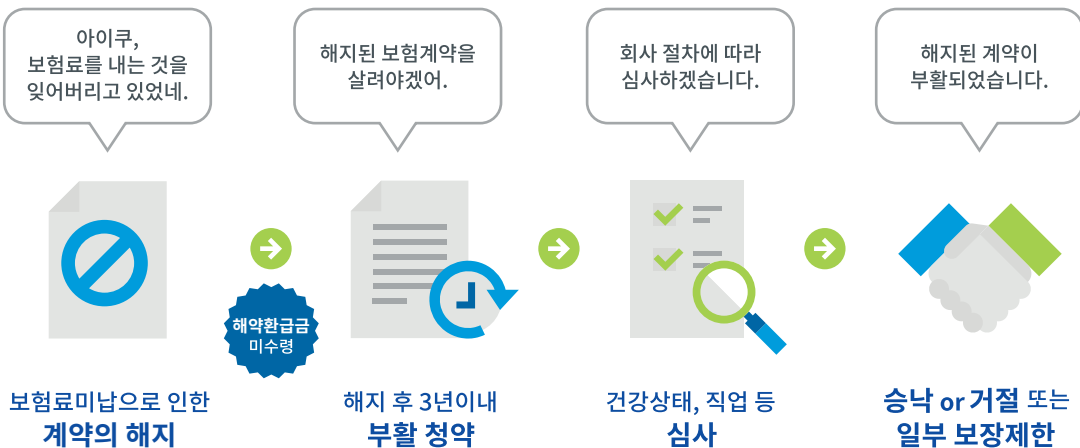 아이쿠,
보험료를 내는 것을
잊어버리고 있었네.
해지된 보험계약을
살려야겠어.
회사 절차에 따라
심사하겠습니다.
해지된 계약이
부활되었습니다.
해약환급금
미수령
보험료미납으로 인한
계약의 해지
해지 후 3년이내
부활 청약
건강상태, 직업 등
심사
승낙 or 거절 또는
일부 보장제한